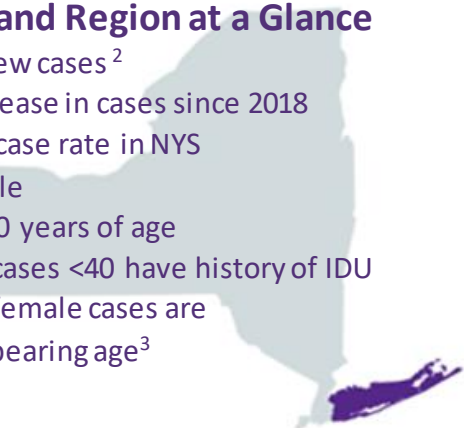 and Region at a Glance
ew cases 2
ease in cases since 2018
case rate in NYS
le
0 years of age
cases <40 have history of IDU
emale cases are
bearing age3